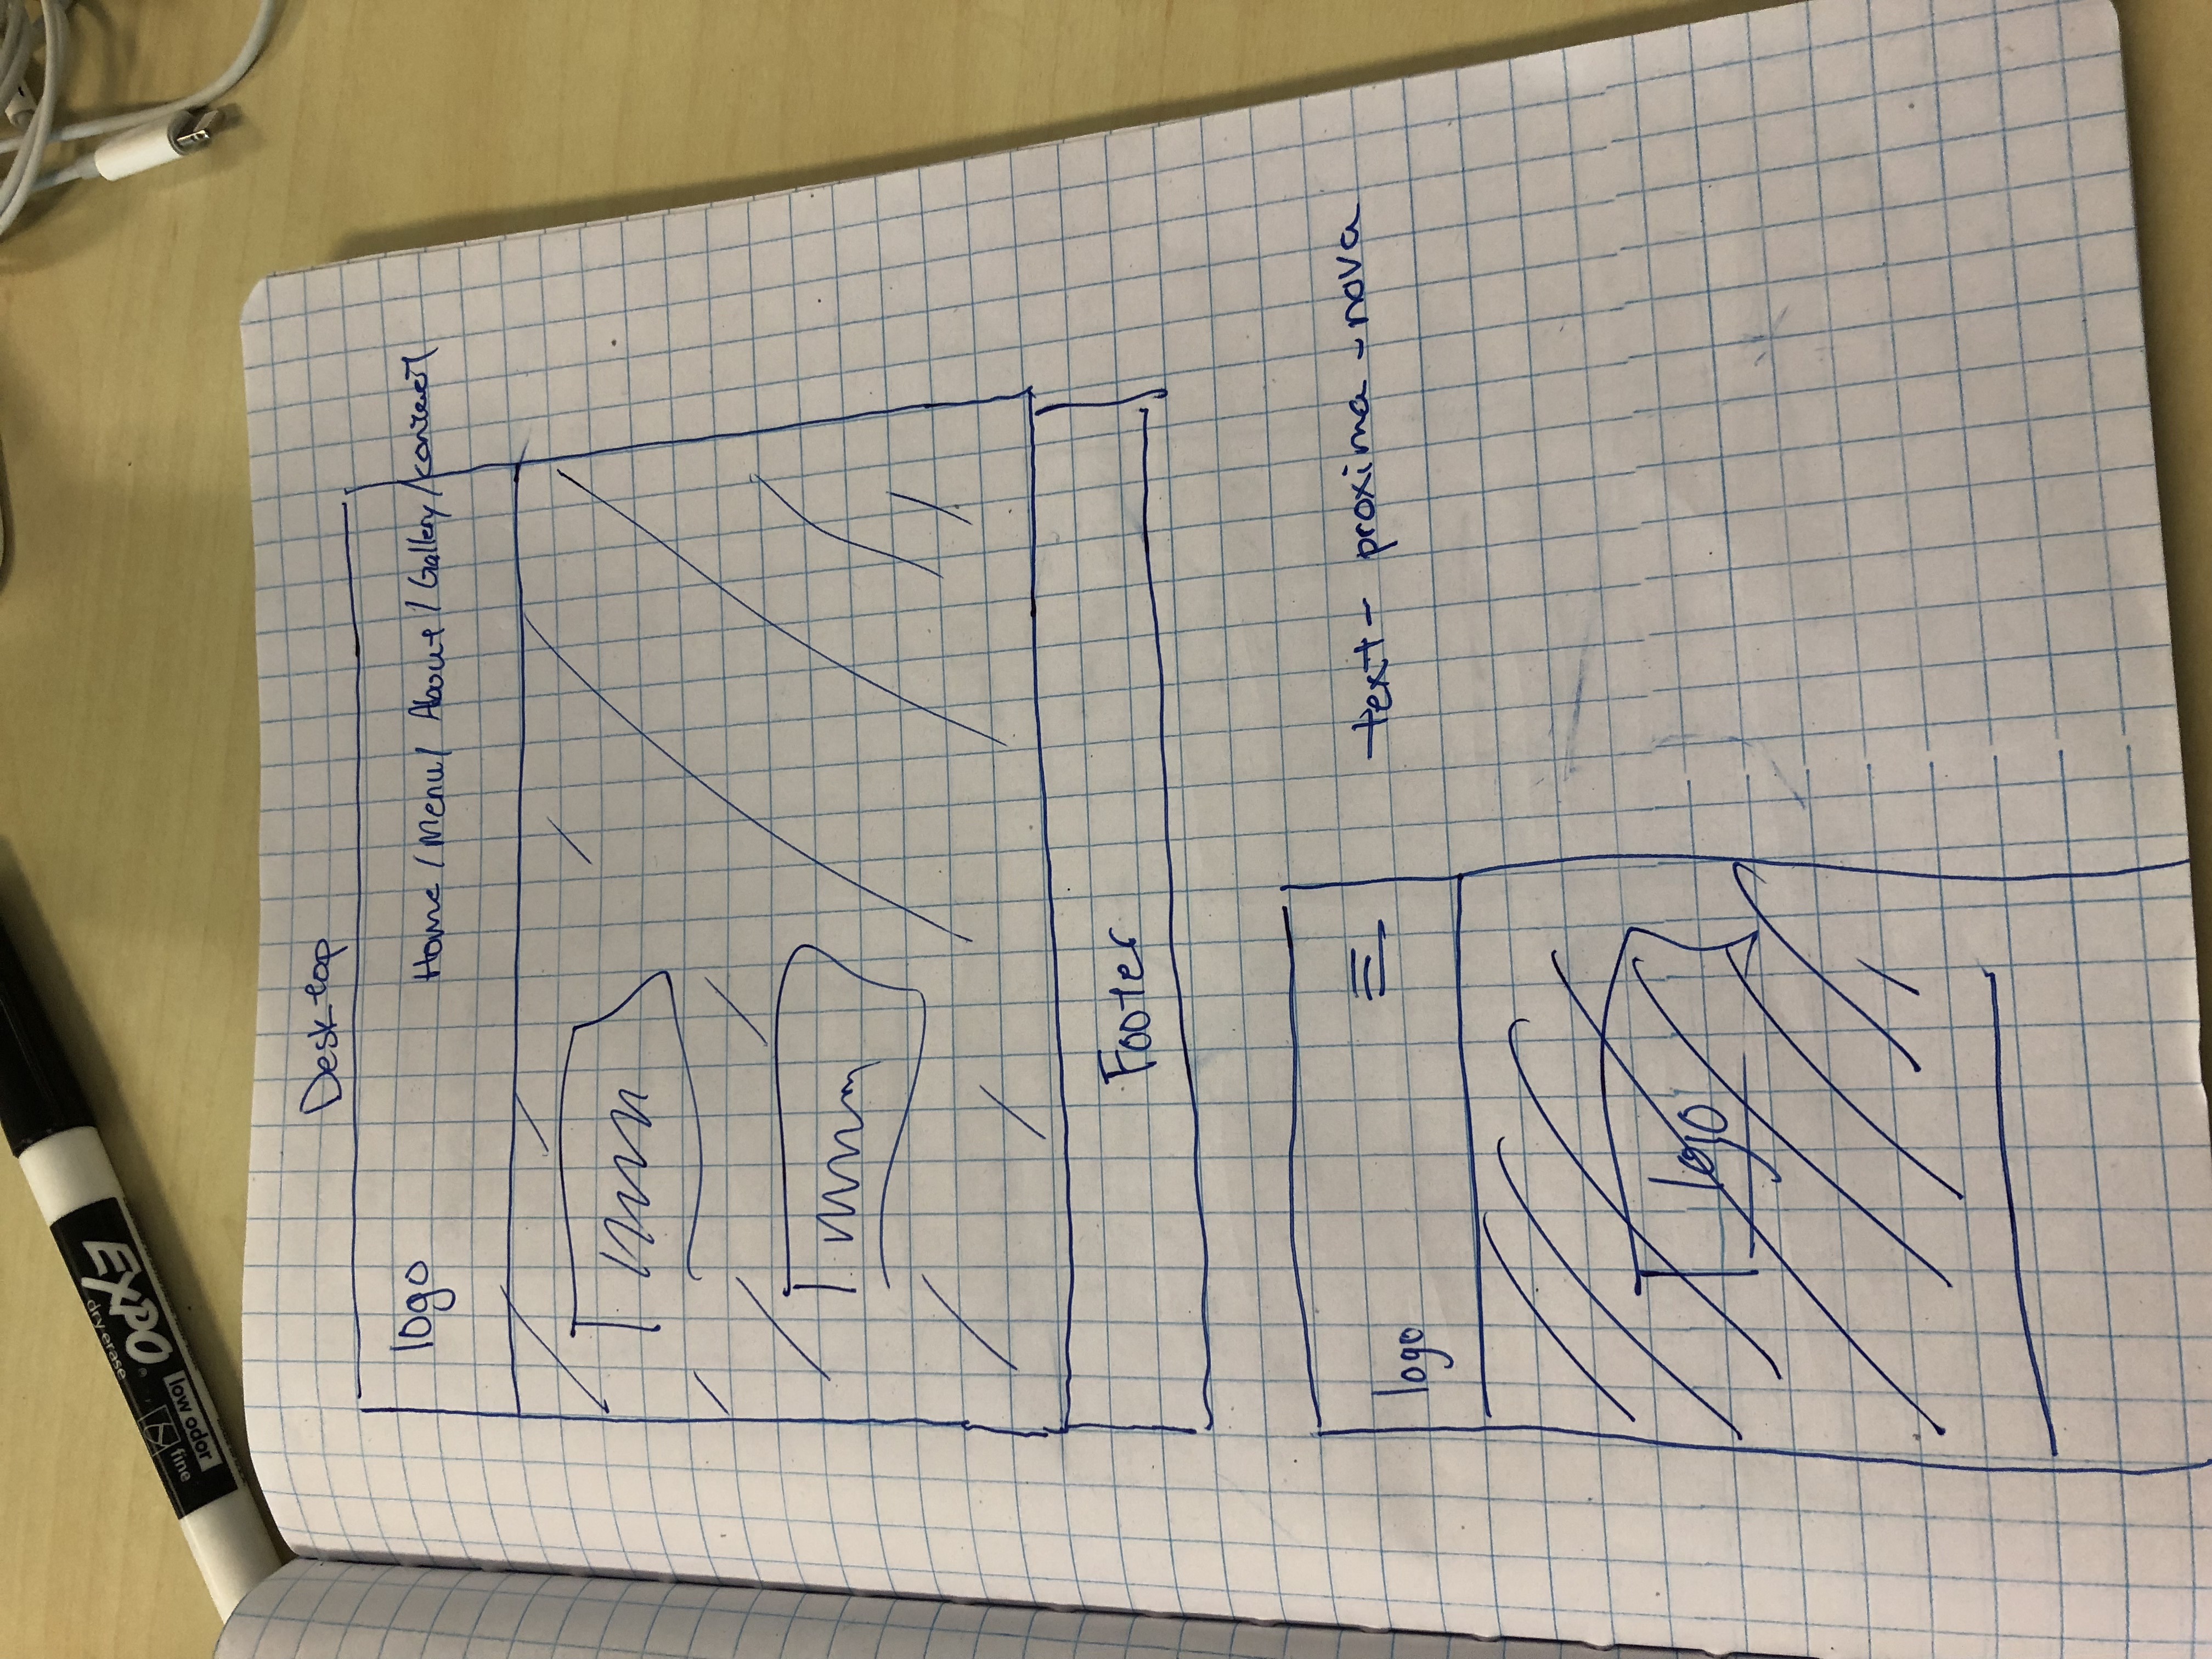 EXPO
dry erase
low odor
fine
Desktop
logo
Home / Menu / About / Gallery / contact
Footer
logo
text - proxima - nova
logo